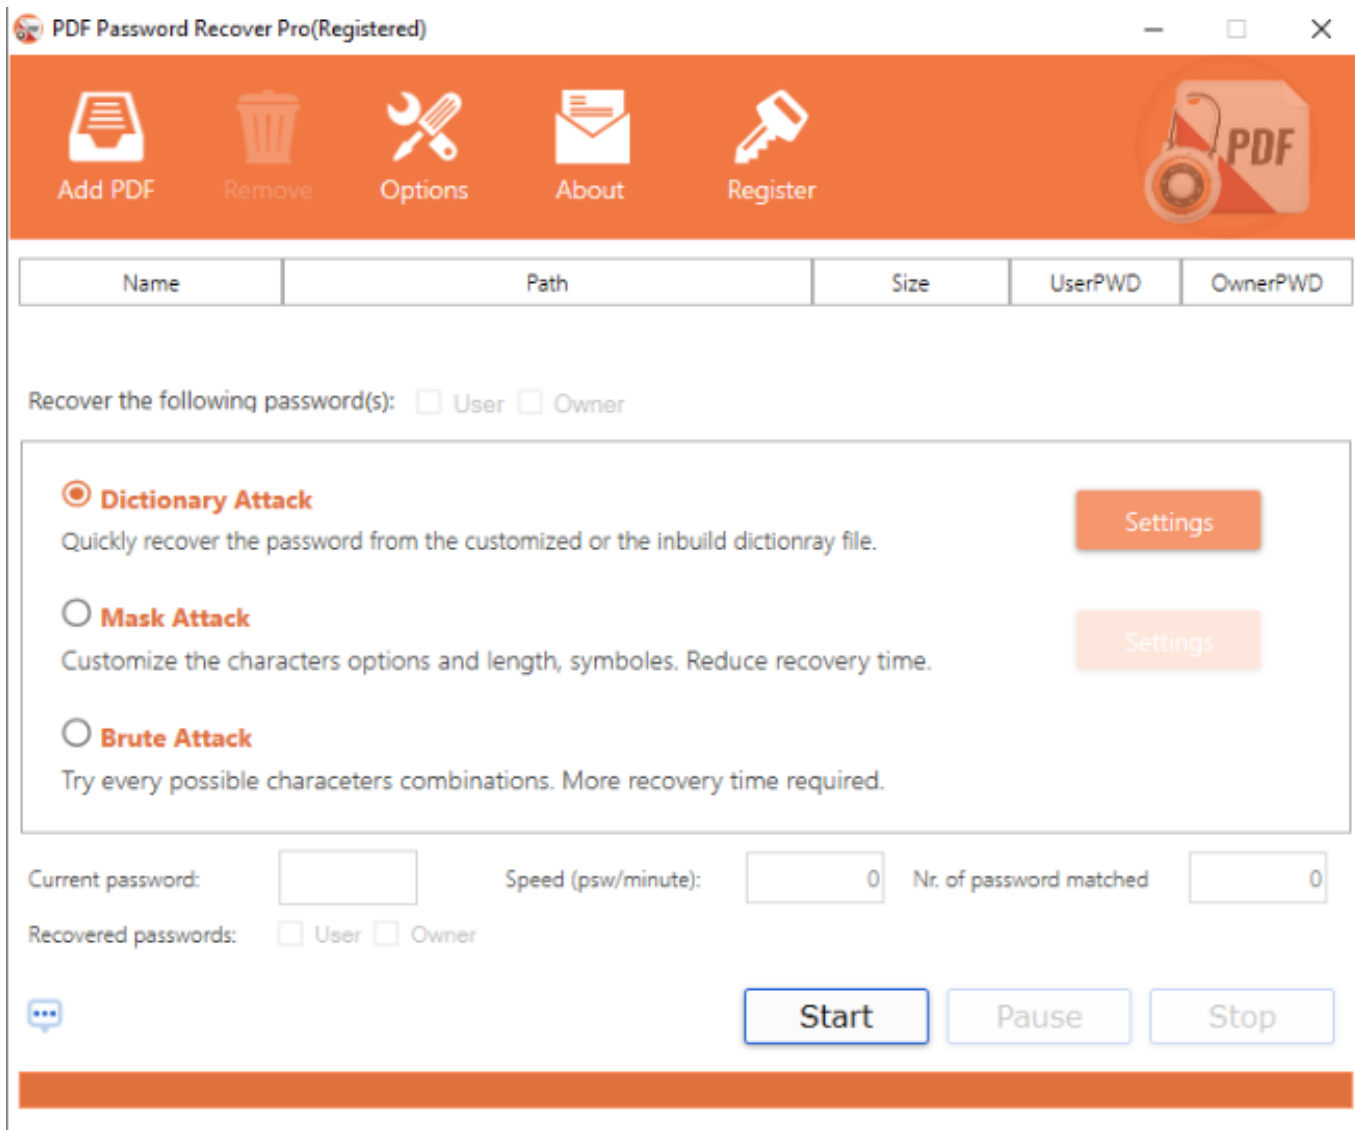 PDF Password Recover Pro(Registered)
PDF
Add PDF Remove Options About Register
Name Path Size UserPWD OwnerPWD
Recover the following password(s): User Owner
Dictionary Attack
Settings
Quickly recover the password from the customized or the inbuild dictionray file.
Mask Attack
Settings
Customize the characters options and length, symboles. Reduce recovery time.
Brute Attack
Try every possible characeters combinations. More recovery time required.
Current password: Speed (psw/minute): 0 Nr. of password matched 0
Recovered passwords: User Owner
Start Pause Stop